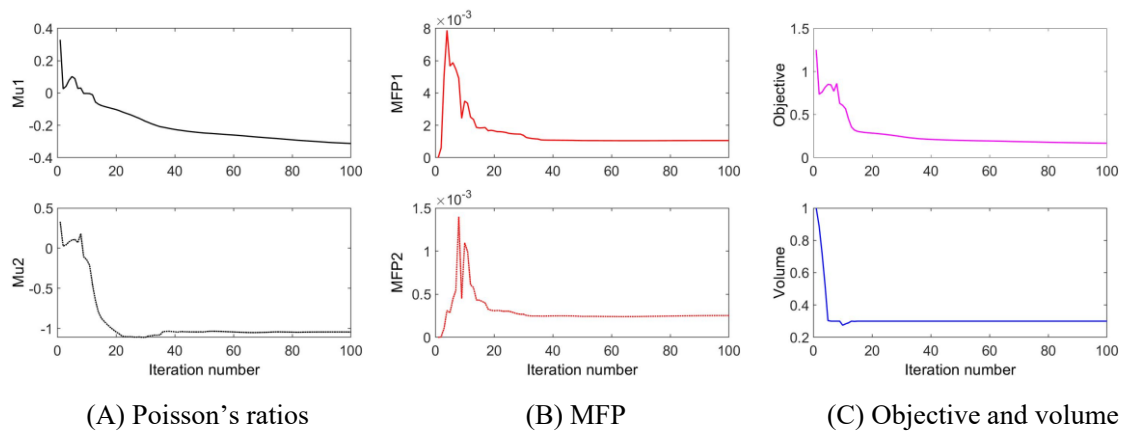 0.4
0.2
0
-0.2
-0.4
Mu1
0 20 40 60 80 100
×10⁻³
8
6
4
2
0
MFP1
0 20 40 60 80 100
1.5
1
0.5
0
Objective
0 20 40 60 80 100
0.5
0
-0.5
-1
Mu2
0 20 40 60 80 100
Iteration number
×10⁻³
1.5
1
0.5
0
MFP2
0 20 40 60 80 100
Iteration number
1
0.8
0.6
0.4
0.2
Volume
0 20 40 60 80 100
Iteration number
(A) Poisson’s ratios
(B) MFP
(C) Objective and volume